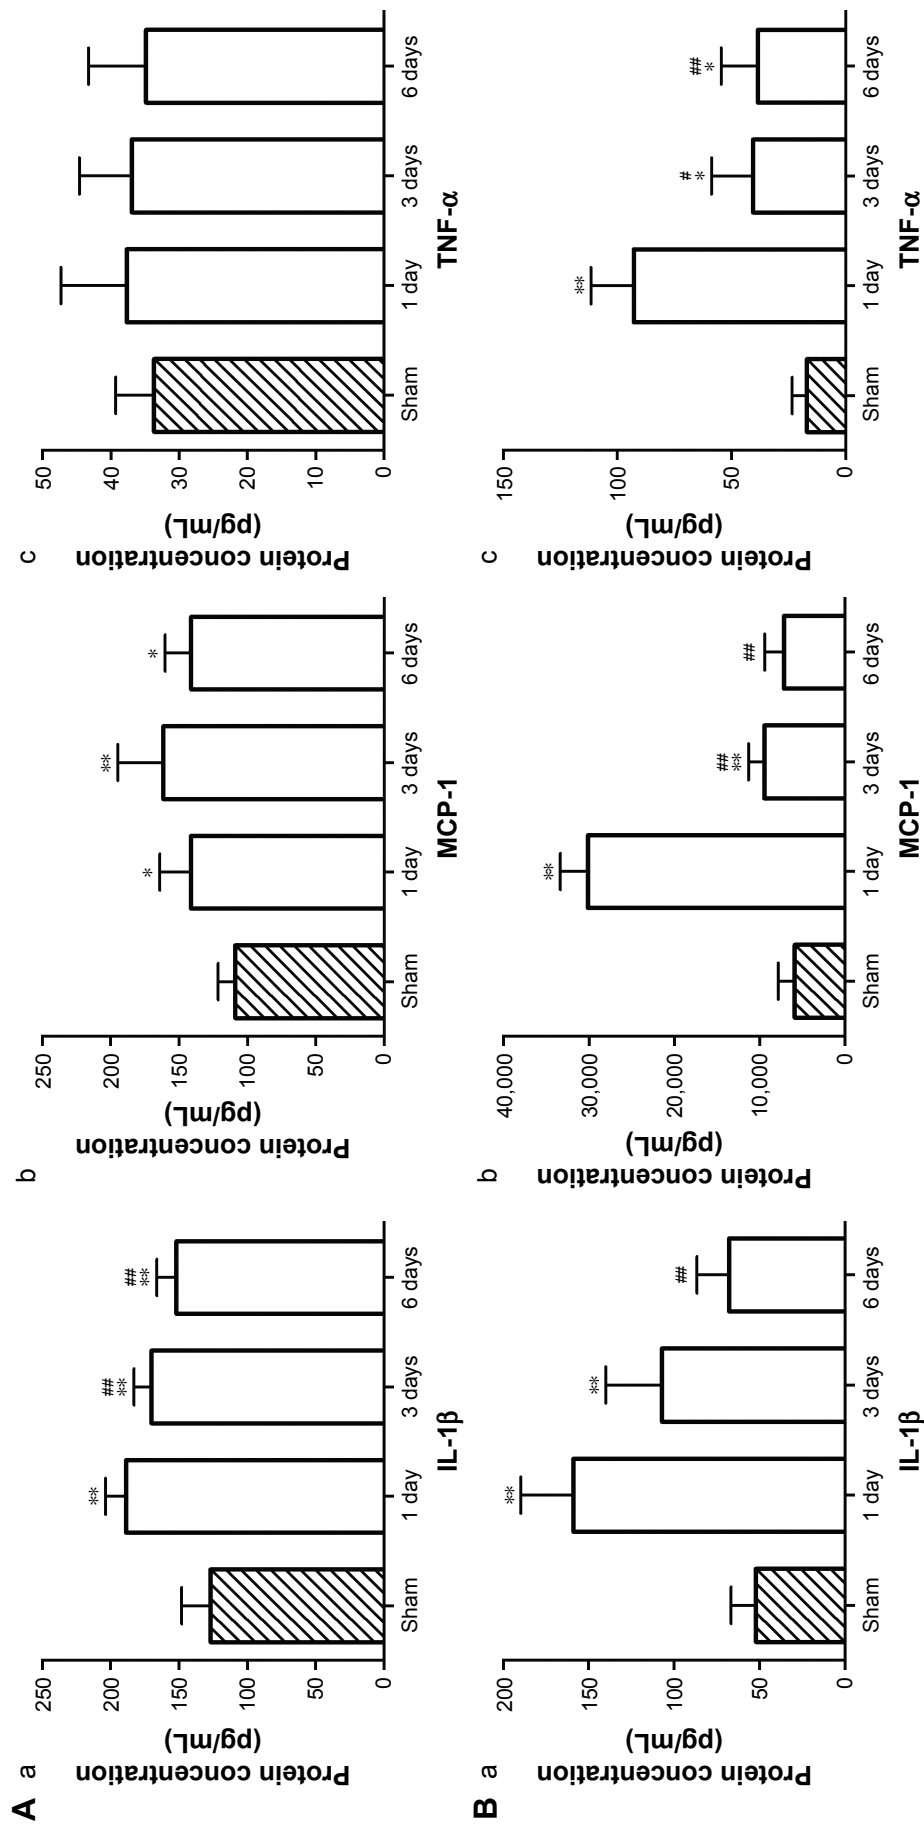 A
a
Protein concentration
(pg/mL)
250
200
150
100
50
0
**
##
**
##
**
Sham
1 day
3 days
6 days
IL-1β
b
Protein concentration
(pg/mL)
250
200
150
100
50
0
*
**
*
Sham
1 day
3 days
6 days
MCP-1
c
Protein concentration
(pg/mL)
50
40
30
20
10
0
Sham
1 day
3 days
6 days
TNF-α
B
a
Protein concentration
(pg/mL)
200
150
100
50
0
**
**
##
Sham
1 day
3 days
6 days
IL-1β
b
Protein concentration
(pg/mL)
40,000
30,000
20,000
10,000
0
**
##
**
##
Sham
1 day
3 days
6 days
MCP-1
c
Protein concentration
(pg/mL)
150
100
50
0
**
#
*
##
*
Sham
1 day
3 days
6 days
TNF-α